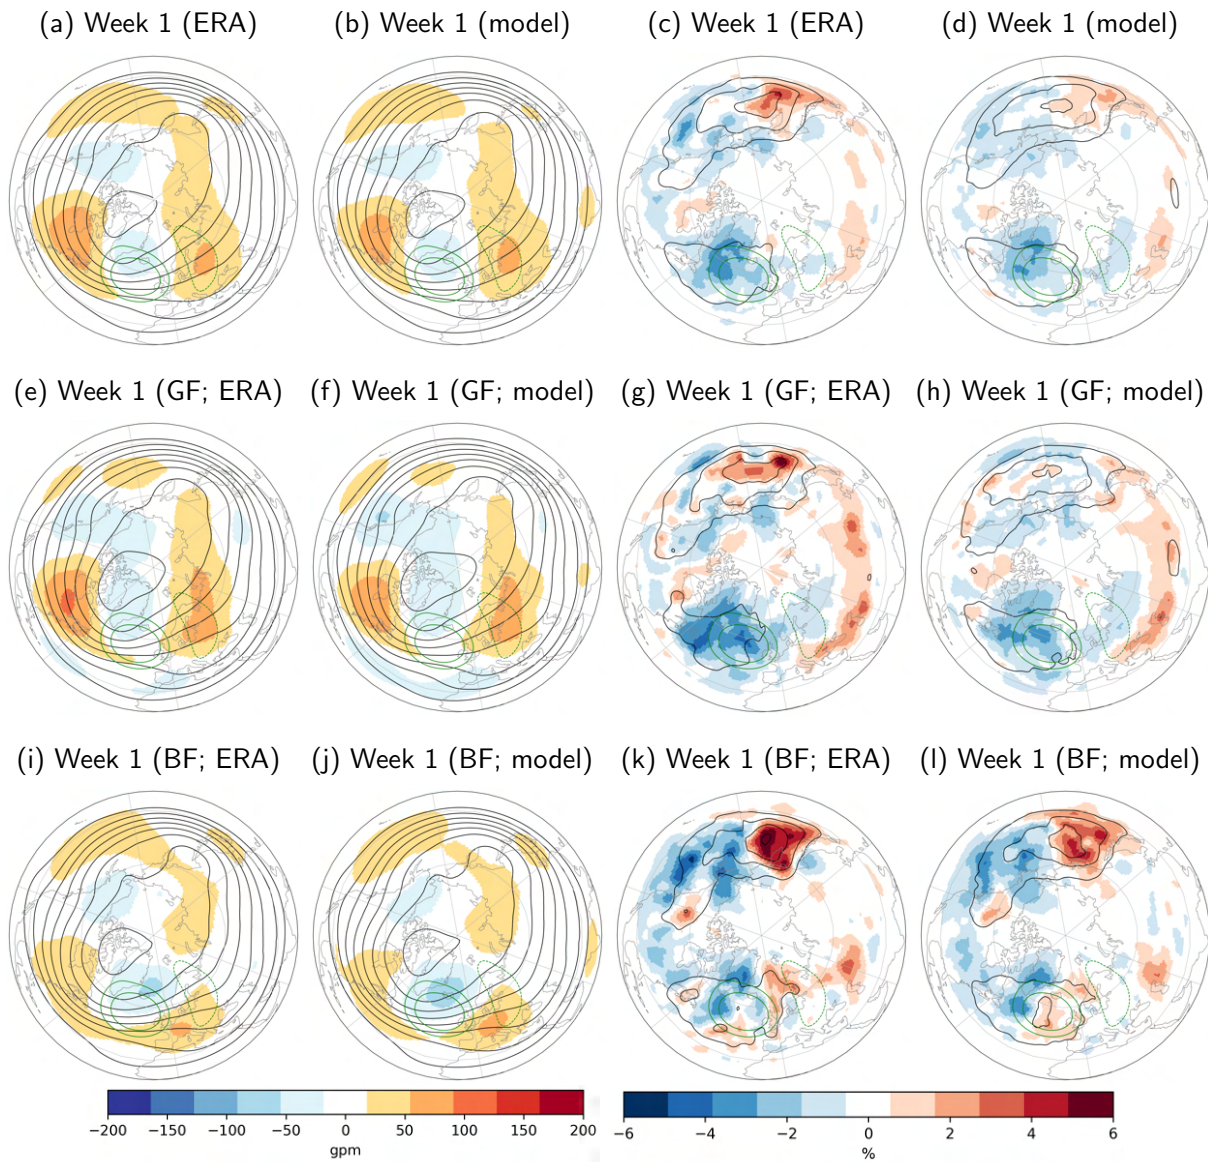 (a) Week 1 (ERA) (b) Week 1 (model) (c) Week 1 (ERA) (d) Week 1 (model)
(e) Week 1 (GF; ERA) (f) Week 1 (GF; model) (g) Week 1 (GF; ERA) (h) Week 1 (GF; model)
(i) Week 1 (BF; ERA) (j) Week 1 (BF; model) (k) Week 1 (BF; ERA) (l) Week 1 (BF; model)
−200 −150 −100 −50 0 50 100 150 200
gpm
−6 −4 −2 0 2 4 6
%